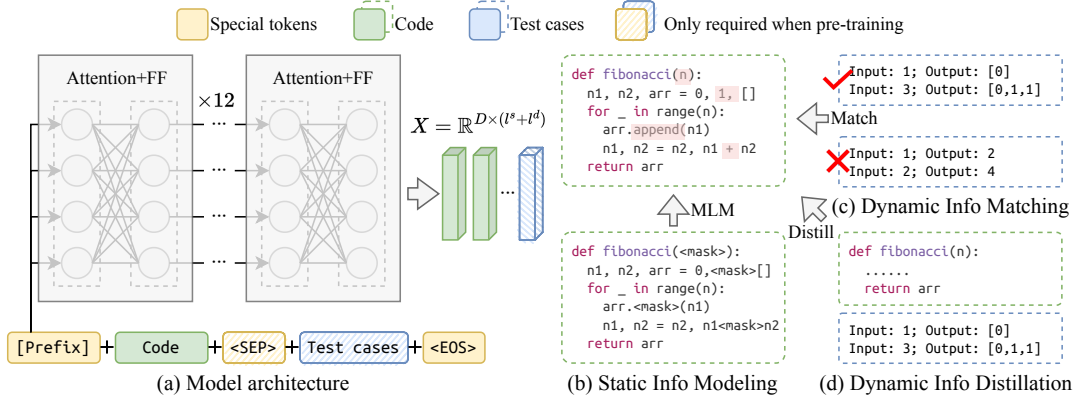 Special tokens
Code
Test cases
Only required when pre-training
Attention+FF
×12
Attention+FF
...
...
...
...
X = ℝ^{D×(l^s+l^d)}
...
[Prefix] + Code + <SEP> + Test cases + <EOS>
(a) Model architecture
def fibonacci(n):
n1, n2, arr = 0, 1, []
for _ in range(n):
arr.append(n1)
n1, n2 = n2, n1 + n2
return arr
MLM
def fibonacci(<mask>):
n1, n2, arr = 0,<mask>[]
for _ in range(n):
arr.<mask>(n1)
n1, n2 = n2, n1<mask>n2
return arr
(b) Static Info Modeling
Input: 1; Output: [0]
Input: 3; Output: [0,1,1]
Match
Input: 1; Output: 2
Input: 2; Output: 4
(c) Dynamic Info Matching
Distill
def fibonacci(n):
......
return arr
Input: 1; Output: [0]
Input: 3; Output: [0,1,1]
(d) Dynamic Info Distillation